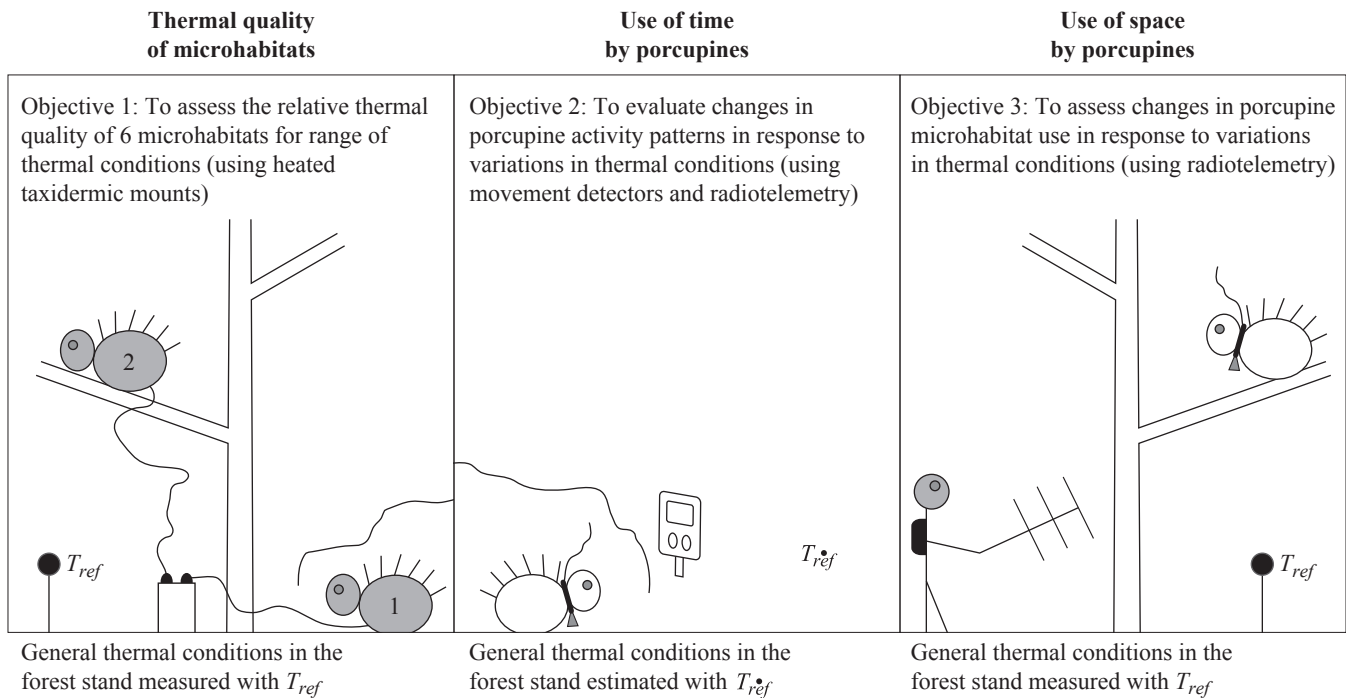 Thermal quality
of microhabitats
Use of time
by porcupines
Use of space
by porcupines
Objective 1: To assess the relative thermal
quality of 6 microhabitats for range of
thermal conditions (using heated
taxidermic mounts)
Objective 2: To evaluate changes in
porcupine activity patterns in response to
variations in thermal conditions (using
movement detectors and radiotelemetry)
Objective 3: To assess changes in porcupine
microhabitat use in response to variations
in thermal conditions (using radiotelemetry)
2
1
T_ref
T_ref•
T_ref
General thermal conditions in the
forest stand measured with T_ref
General thermal conditions in the
forest stand estimated with T_ref•
General thermal conditions in the
forest stand measured with T_ref